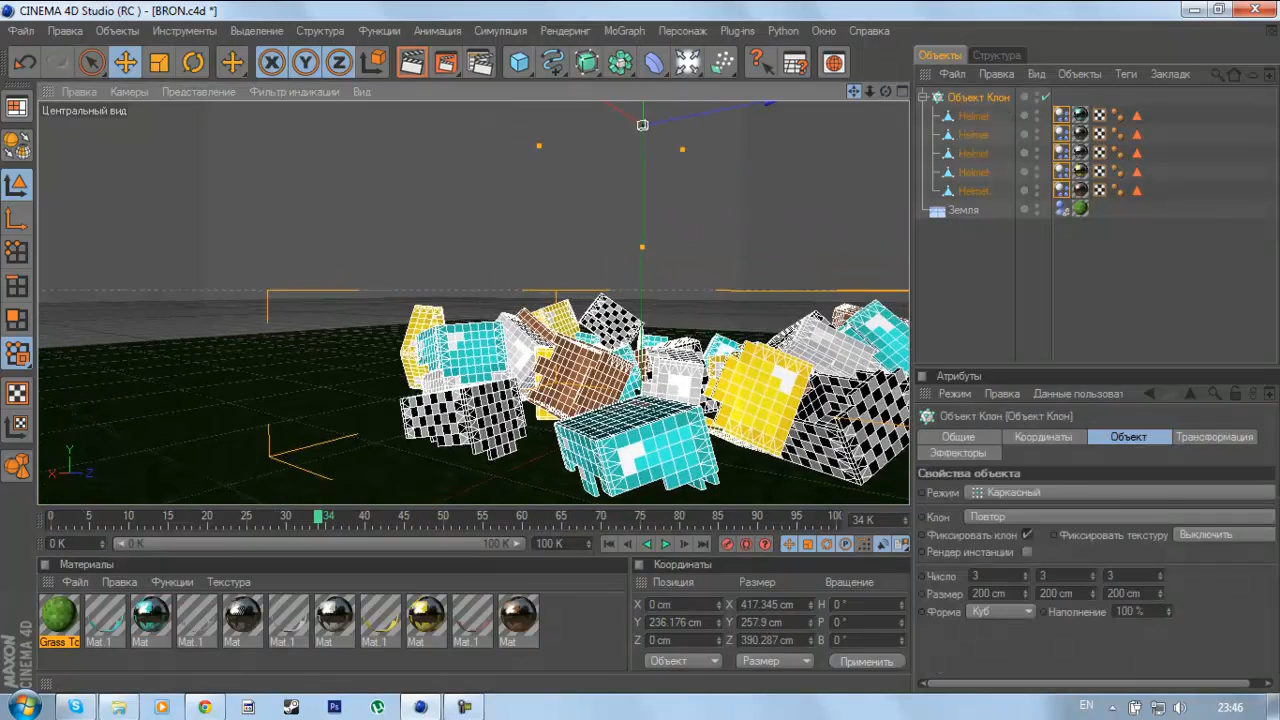 CINEMA 4D Studio (RC ) - [BRON.c4d *]
Файл Правка Объекты Инструменты Выделение Структура Функции Анимация Симуляция Рендеринг MoGraph Персонаж Plug-ins Python Окно Справка
Объекты Структура
Файл Правка Вид Объекты Теги Закладк
Правка Камеры Представление Фильтр индикации Вид
Центральный вид
Объект Клон
Helmet
Helmet
Helmet
Helmet
Helmet.
Земля
Атрибуты
Режим Правка Данные пользоват
Объект Клон [Объект Клон]
Общие Координаты Объект Трансформация
Эффекторы
Свойства объекта
Режим Каркасный
Клон Повтор
Фиксировать клон Фиксировать текстуру Выключить
Рендер инстанции
Число 3 3 3
Размер 200 cm 200 cm 200 cm
Форма Куб Наполнение 100 %
X Y Z
0 5 10 15 20 25 30 34 40 45 50 55 60 65 70 75 80 85 90 95 100 34 K
0 K 0 K 100 K 100 K
Материалы
Файл Правка Функции Текстура
Grass Tc Mat.1 Mat Mat.1 Mat Mat.1 Mat Mat.1 Mat Mat.1 Mat
Координаты
Позиция Размер Вращение
X 0 cm X 417.345 cm H 0 °
Y 236.176 cm Y 257.9 cm P 0 °
Z 0 cm Z 390.287 cm B 0 °
Объект Размер Применить
MAXON
CINEMA 4D
EN 23:46